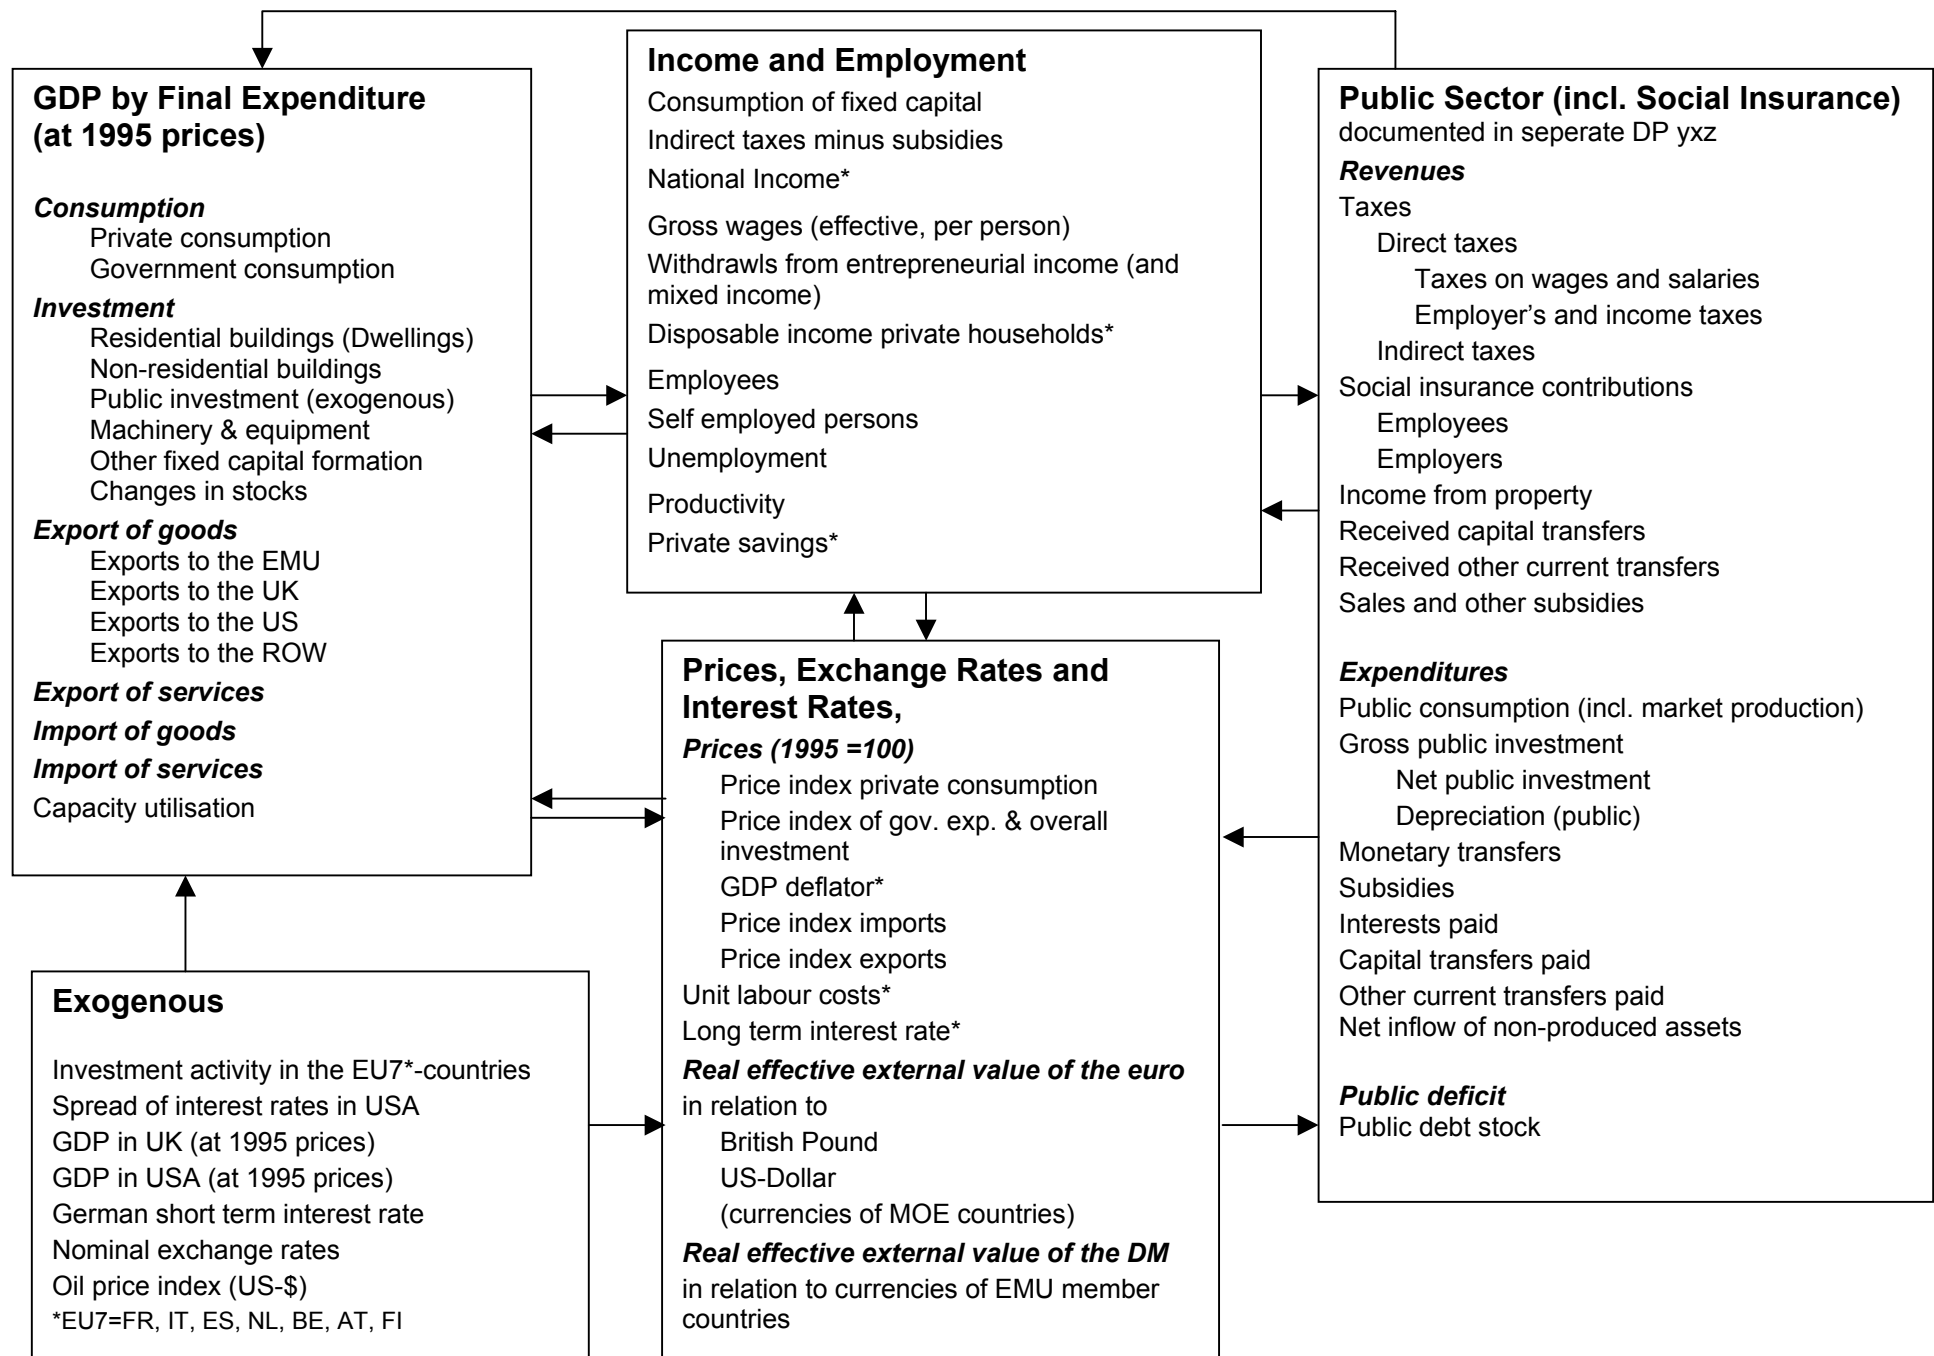 GDP by Final Expenditure
(at 1995 prices)
Consumption
Private consumption
Government consumption
Investment
Residential buildings (Dwellings)
Non-residential buildings
Public investment (exogenous)
Machinery & equipment
Other fixed capital formation
Changes in stocks
Export of goods
Exports to the EMU
Exports to the UK
Exports to the US
Exports to the ROW
Export of services
Import of goods
Import of services
Capacity utilisation
Income and Employment
Consumption of fixed capital
Indirect taxes minus subsidies
National Income*
Gross wages (effective, per person)
Withdrawls from entrepreneurial income (and
mixed income)
Disposable income private households*
Employees
Self employed persons
Unemployment
Productivity
Private savings*
Public Sector (incl. Social Insurance)
documented in seperate DP yxz
Revenues
Taxes
Direct taxes
Taxes on wages and salaries
Employer’s and income taxes
Indirect taxes
Social insurance contributions
Employees
Employers
Income from property
Received capital transfers
Received other current transfers
Sales and other subsidies
Expenditures
Public consumption (incl. market production)
Gross public investment
Net public investment
Depreciation (public)
Monetary transfers
Subsidies
Interests paid
Capital transfers paid
Other current transfers paid
Net inflow of non-produced assets
Public deficit
Public debt stock
Prices, Exchange Rates and
Interest Rates,
Prices (1995 =100)
Price index private consumption
Price index of gov. exp. & overall
investment
GDP deflator*
Price index imports
Price index exports
Unit labour costs*
Long term interest rate*
Real effective external value of the euro
in relation to
British Pound
US-Dollar
(currencies of MOE countries)
Real effective external value of the DM
in relation to currencies of EMU member
countries
Exogenous
Investment activity in the EU7*-countries
Spread of interest rates in USA
GDP in UK (at 1995 prices)
GDP in USA (at 1995 prices)
German short term interest rate
Nominal exchange rates
Oil price index (US-$)
*EU7=FR, IT, ES, NL, BE, AT, FI